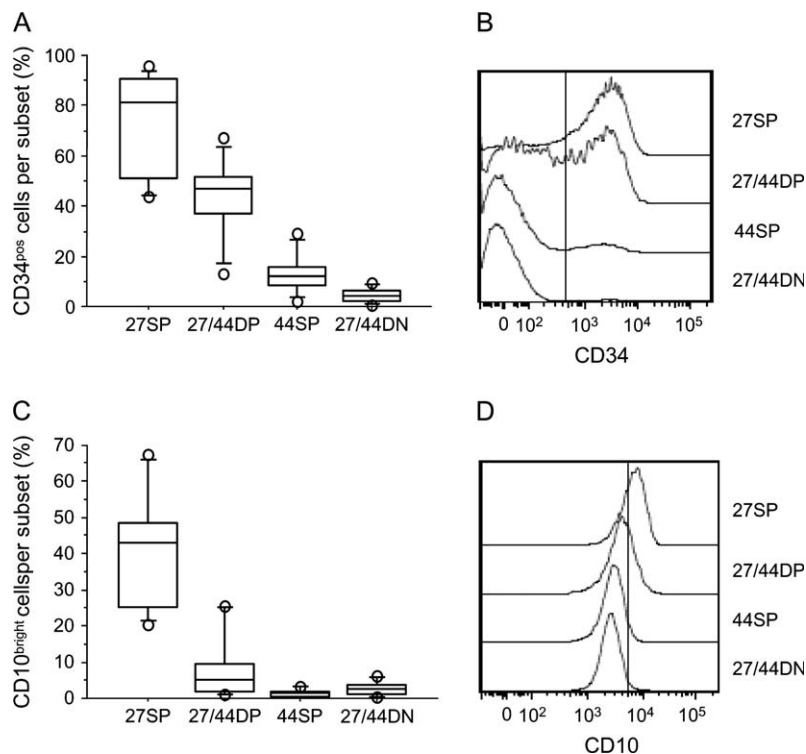 A
CD34pos cells per subset (%)
100
80
60
40
20
0
27SP 27/44DP 44SP 27/44DN
B
27SP
27/44DP
44SP
27/44DN
0 10² 10³ 10⁴ 10⁵
CD34
C
CD10bright cellsper subset (%)
70
60
50
40
30
20
10
0
27SP 27/44DP 44SP 27/44DN
D
27SP
27/44DP
44SP
27/44DN
0 10² 10³ 10⁴ 10⁵
CD10